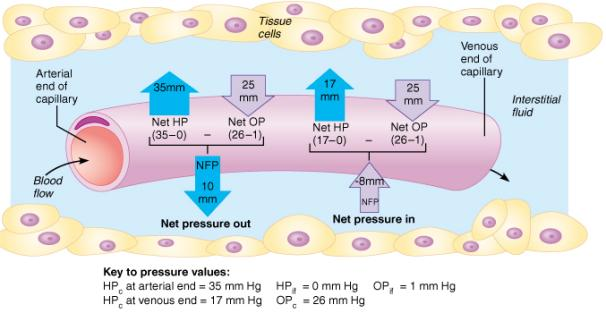 Tissue
cells
Arterial
end of
capillary
Venous
end of
capillary
35mm
25
mm
17
mm
25
mm
Interstitial
fluid
Net HP
(35–0)
–
Net OP
(26–1)
Net HP
(17–0)
–
Net OP
(26–1)
Blood
flow
NFP
10
mm
-8mm
NFP
Net pressure out
Net pressure in
Key to pressure values:
HPc at arterial end = 35 mm Hg HPif = 0 mm Hg OPif = 1 mm Hg
HPc at venous end = 17 mm Hg OPc = 26 mm Hg